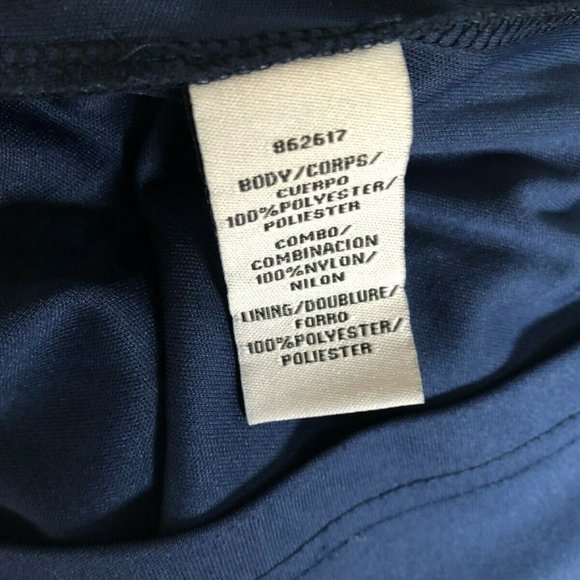 862617
BODY/CORPS/
CUERPO
100%POLYESTER/
POLIESTER
COMBO/
COMBINACION
100%NYLON/
NILON
LINING/DOUBLURE/
FORRO
100%POLYESTER/
POLIESTER